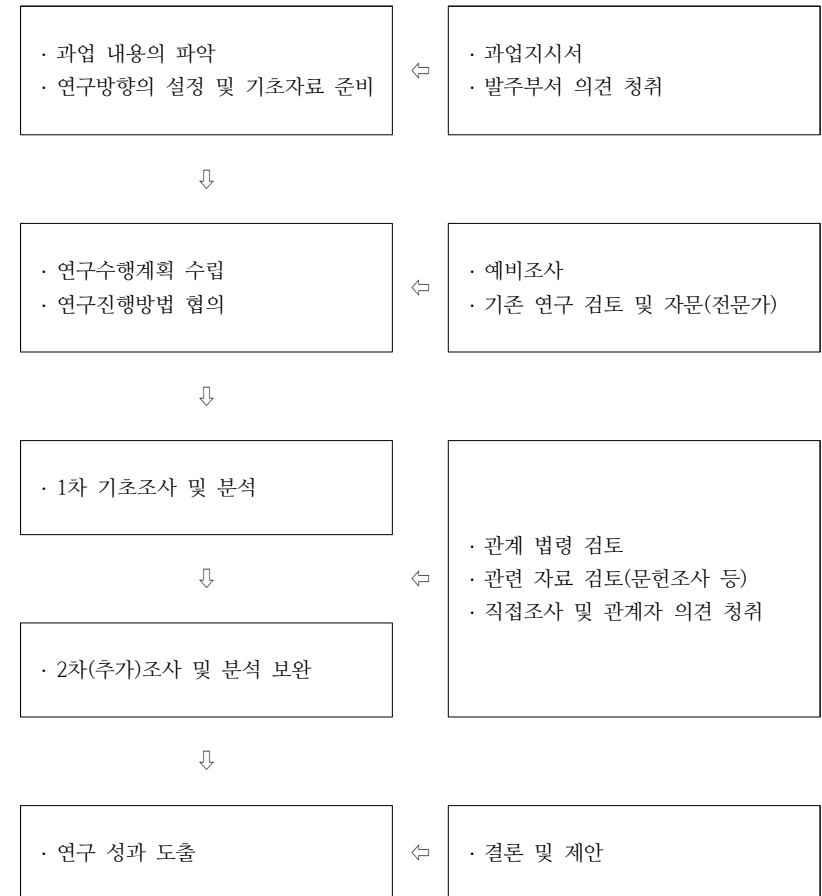 · 과업 내용의 파악
· 연구방향의 설정 및 기초자료 준비
⇦
· 과업지시서
· 발주부서 의견 청취
⇩
· 연구수행계획 수립
· 연구진행방법 협의
⇦
· 예비조사
· 기존 연구 검토 및 자문(전문가)
⇩
· 1차 기초조사 및 분석
⇩
· 2차(추가)조사 및 분석 보완
⇦
· 관계 법령 검토
· 관련 자료 검토(문헌조사 등)
· 직접조사 및 관계자 의견 청취
⇩
· 연구 성과 도출
⇦
· 결론 및 제안